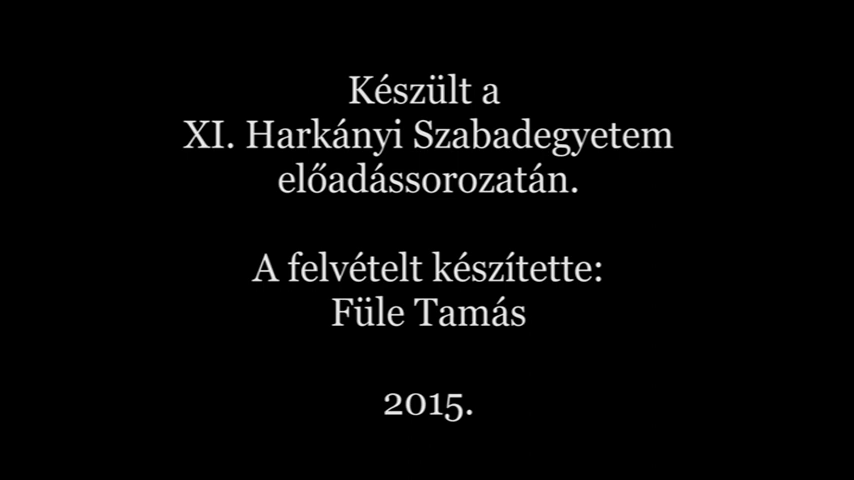 Készült a
XI. Harkányi Szabadegyetem
előadássorozatán.
A felvételt készítette:
Füle Tamás
2015.